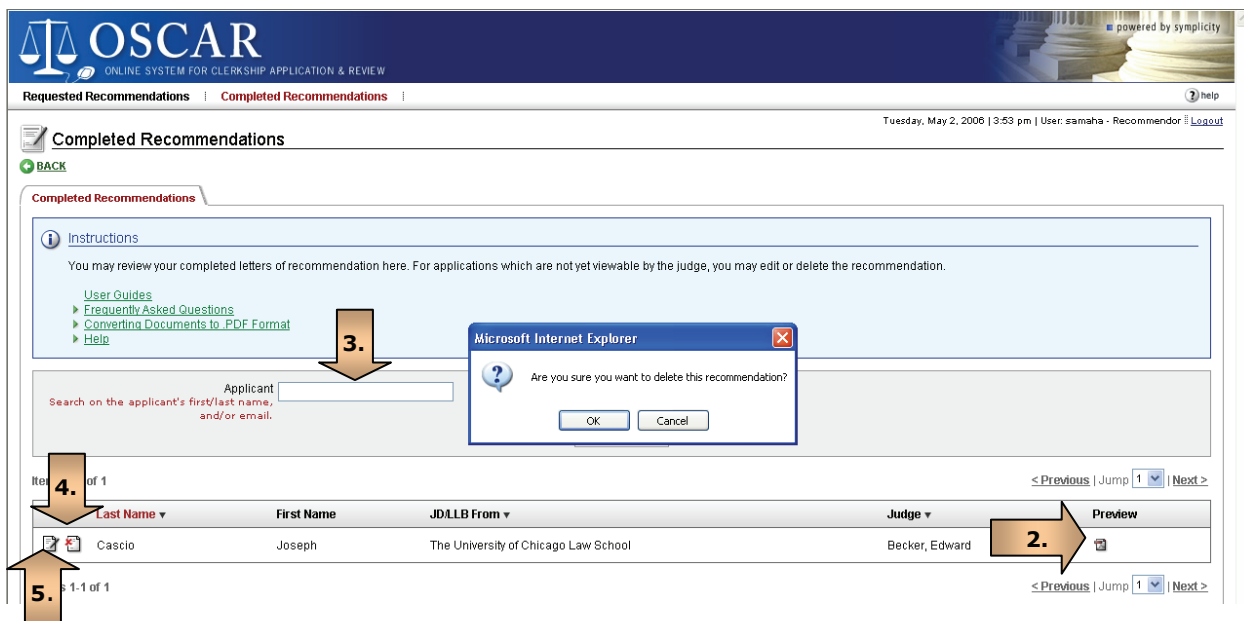 OSCAR
ONLINE SYSTEM FOR CLERKSHIP APPLICATION & REVIEW
powered by symplicity
Requested Recommendations Completed Recommendations help
Tuesday, May 2, 2006 | 3:53 pm | User: samaha - Recommendor Logout
Completed Recommendations
BACK
Completed Recommendations
Instructions
You may review your completed letters of recommendation here. For applications which are not yet viewable by the judge, you may edit or delete the recommendation.
User Guides
Frequently Asked Questions
Converting Documents to .PDF Format
Help
3.
Microsoft Internet Explorer
Are you sure you want to delete this recommendation?
OK Cancel
Applicant
Search on the applicant's first/last name,
and/or email.
of 1
< Previous | Jump 1 | Next >
4.
Last Name First Name JD/LLB From Judge Preview
Cascio Joseph The University of Chicago Law School Becker, Edward
2.
5.
1-1 of 1
< Previous | Jump 1 | Next >